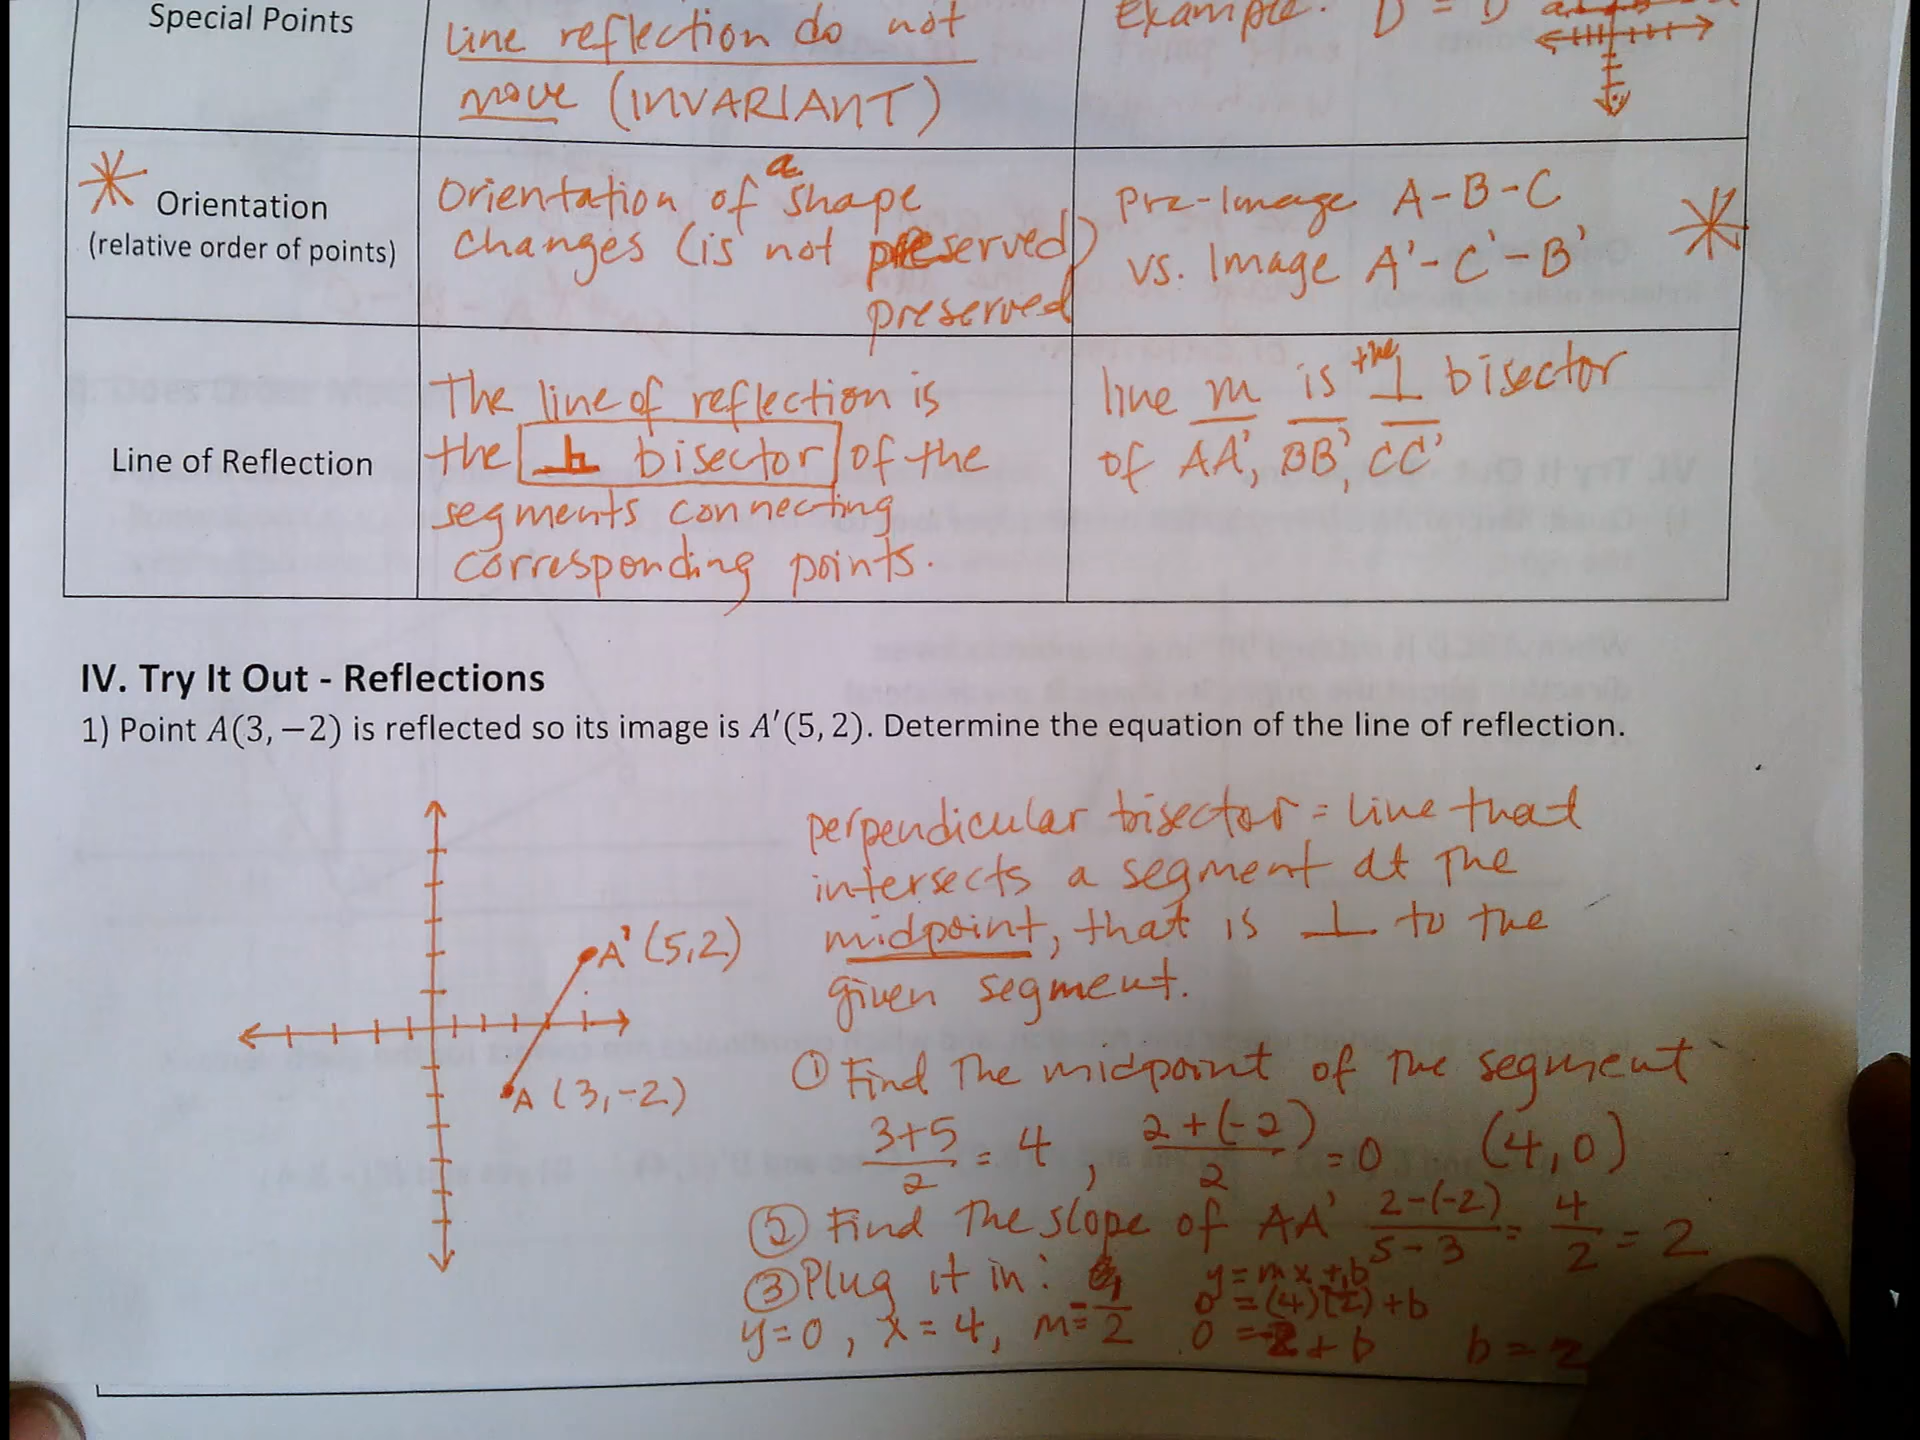 Special Points
line reflection do not
move (INVARIANT)
Example: D = D'
Orientation
(relative order of points)
Orientation of a shape
changes (is not preserved)
preserved
Pre-Image A-B-C
vs. Image A'-C'-B'
Line of Reflection
The line of reflection is
the ⊥ bisector of the
segments connecting
corresponding points.
line m is the ⊥ bisector
of AA', BB', CC'
IV. Try It Out - Reflections
1) Point A(3, −2) is reflected so its image is A′(5, 2). Determine the equation of the line of reflection.
A' (5,2)
A (3,-2)
perpendicular bisector = line that
intersects a segment at the
midpoint, that is ⊥ to the
given segment.
① Find the midpoint of the segment
3+5/2 = 4, 2+(-2)/2 = 0 (4,0)
② Find the slope of AA' 2-(-2)/5-3 = 4/2 = 2
③ Plug it in:
y=0, x=4, m=-1/2
y=mx+b
0 = -2+b b=2